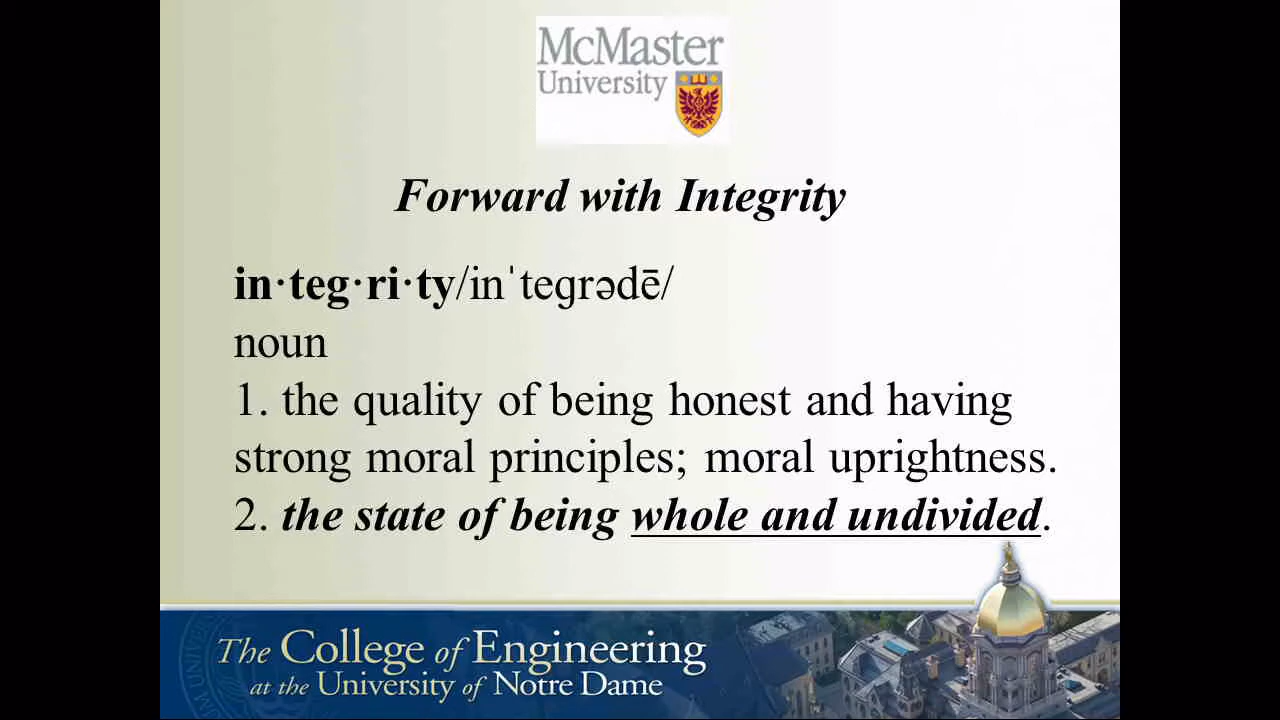 McMaster
University
Forward with Integrity
in·teg·ri·ty/inˈteɡrədē/
noun
1. the quality of being honest and having
strong moral principles; moral uprightness.
2. the state of being whole and undivided.
The College of Engineering
at the University of Notre Dame